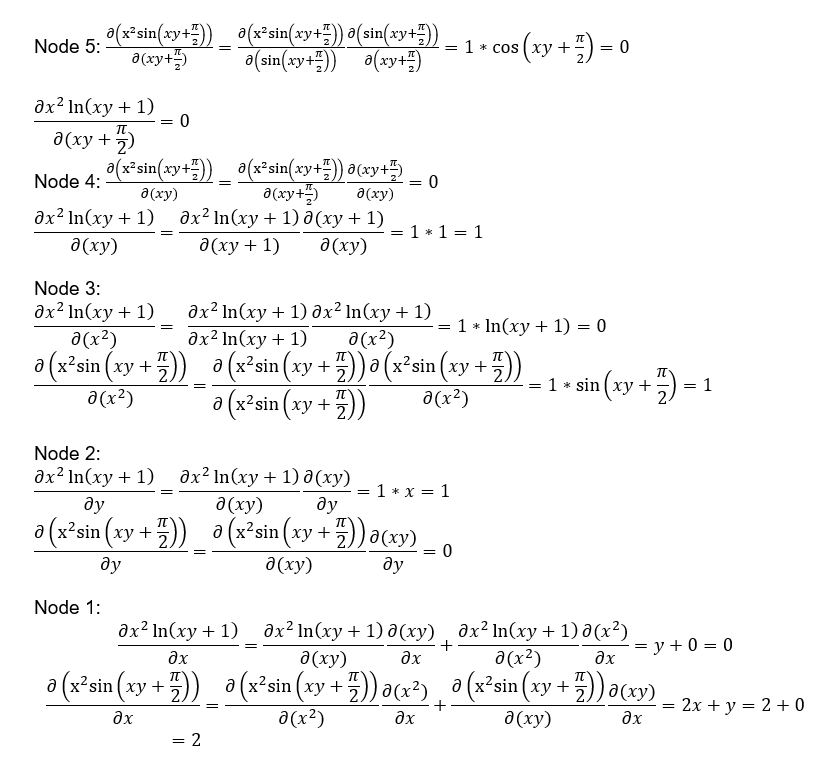 Node 5: ∂(x²sin(xy+π/2))/∂(xy+π/2) = ∂(x²sin(xy+π/2))/∂(sin(xy+π/2)) ∂(sin(xy+π/2))/∂(xy+π/2) = 1 * cos(xy + π/2) = 0
∂x² ln(xy + 1)/∂(xy + π/2) = 0
Node 4: ∂(x²sin(xy+π/2))/∂(xy) = ∂(x²sin(xy+π/2))/∂(xy+π/2) ∂(xy+π/2)/∂(xy) = 0
∂x² ln(xy + 1)/∂(xy) = ∂x² ln(xy + 1)/∂(xy + 1) ∂(xy + 1)/∂(xy) = 1 * 1 = 1
Node 3:
∂x² ln(xy + 1)/∂(x²) = ∂x² ln(xy + 1)/∂x² ln(xy + 1) ∂x² ln(xy + 1)/∂(x²) = 1 * ln(xy + 1) = 0
∂(x²sin(xy + π/2))/∂(x²) = ∂(x²sin(xy + π/2))/∂(x²sin(xy + π/2)) ∂(x²sin(xy + π/2))/∂(x²) = 1 * sin(xy + π/2) = 1
Node 2:
∂x² ln(xy + 1)/∂y = ∂x² ln(xy + 1)/∂(xy) ∂(xy)/∂y = 1 * x = 1
∂(x²sin(xy + π/2))/∂y = ∂(x²sin(xy + π/2))/∂(xy) ∂(xy)/∂y = 0
Node 1:
∂x² ln(xy + 1)/∂x = ∂x² ln(xy + 1)/∂(xy) ∂(xy)/∂x + ∂x² ln(xy + 1)/∂(x²) ∂(x²)/∂x = y + 0 = 0
∂(x²sin(xy + π/2))/∂x = ∂(x²sin(xy + π/2))/∂(x²) ∂(x²)/∂x + ∂(x²sin(xy + π/2))/∂(xy) ∂(xy)/∂x = 2x + y = 2 + 0
= 2